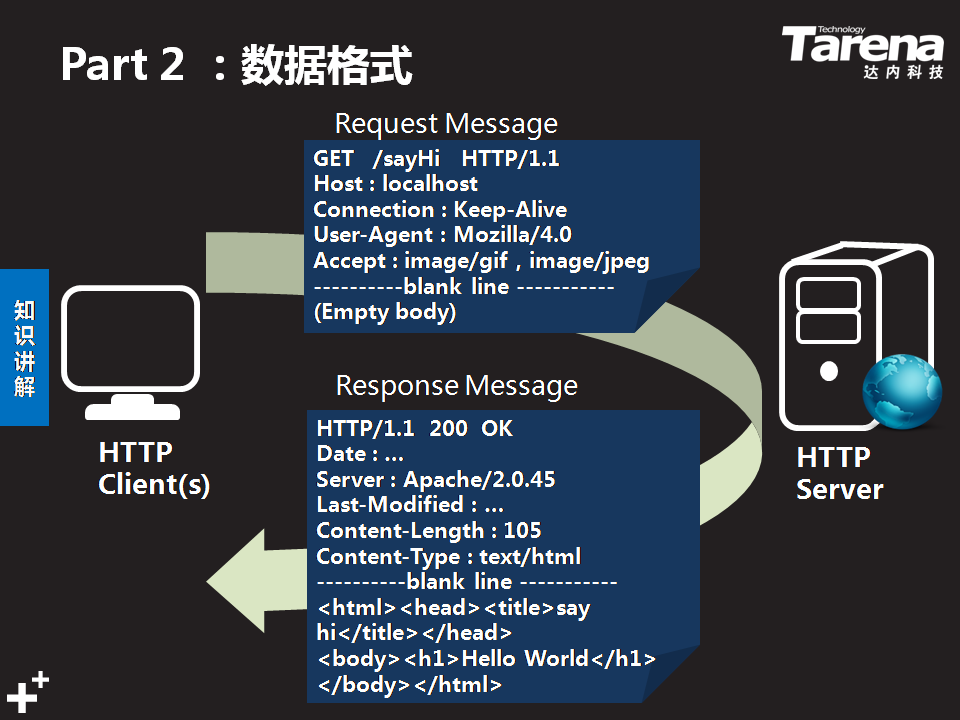 Part 2 ：数据格式
Technology
Tarena
达内科技
Request Message
GET /sayHi HTTP/1.1
Host : localhost
Connection : Keep-Alive
User-Agent : Mozilla/4.0
Accept : image/gif , image/jpeg
----------blank line -----------
(Empty body)
知识讲解
HTTP
Client(s)
HTTP
Server
Response Message
HTTP/1.1 200 OK
Date : ...
Server : Apache/2.0.45
Last-Modified : ...
Content-Length : 105
Content-Type : text/html
----------blank line -----------
<html><head><title>say
hi</title></head>
<body><h1>Hello World</h1>
</body></html>